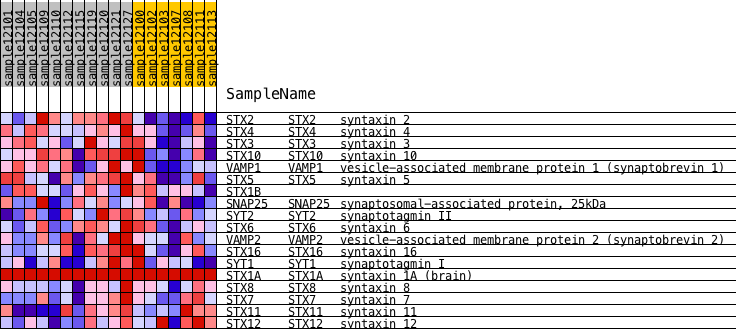 sample12101
sample12104
sample12105
sample12109
sample12110
sample12112
sample12115
sample12119
sample12120
sample12121
sample12127
sample12100
sample12102
sample12103
sample12107
sample12108
sample12111
sample12113
SampleName
STX2 STX2 syntaxin 2
STX4 STX4 syntaxin 4
STX3 STX3 syntaxin 3
STX10 STX10 syntaxin 10
VAMP1 VAMP1 vesicle-associated membrane protein 1 (synaptobrevin 1)
STX5 STX5 syntaxin 5
STX1B
SNAP25 SNAP25 synaptosomal-associated protein, 25kDa
SYT2 SYT2 synaptotagmin II
STX6 STX6 syntaxin 6
VAMP2 VAMP2 vesicle-associated membrane protein 2 (synaptobrevin 2)
STX16 STX16 syntaxin 16
SYT1 SYT1 synaptotagmin I
STX1A STX1A syntaxin 1A (brain)
STX8 STX8 syntaxin 8
STX7 STX7 syntaxin 7
STX11 STX11 syntaxin 11
STX12 STX12 syntaxin 12